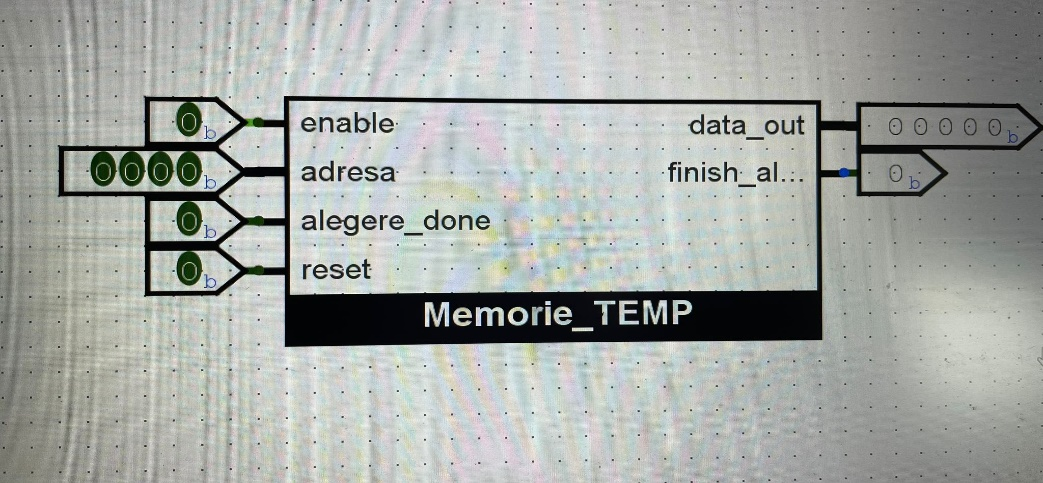 0b enable data_out 00000b
0000b adresa finish_al... 0b
0b alegere_done
0b reset
Memorie_TEMP